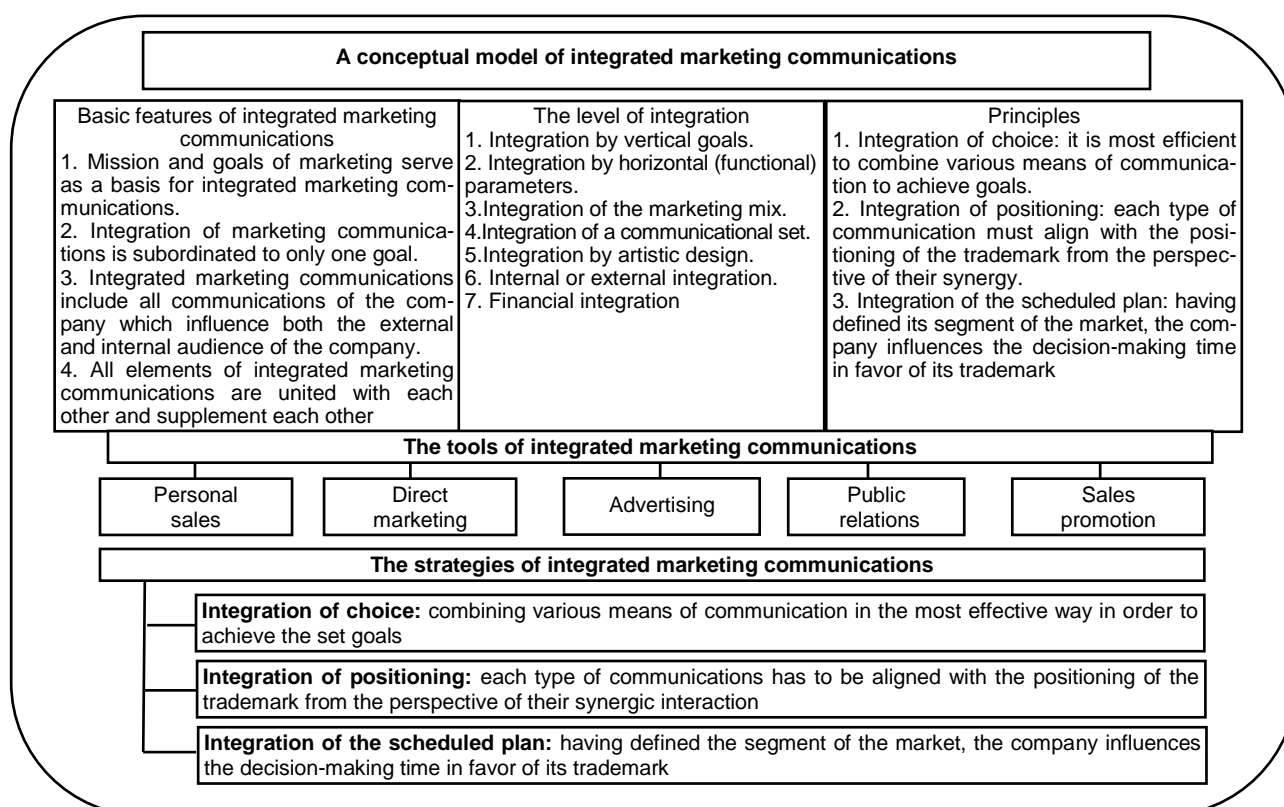 A conceptual model of integrated marketing communications
Basic features of integrated marketing
communications
1. Mission and goals of marketing serve
as a basis for integrated marketing com-
munications.
2. Integration of marketing communica-
tions is subordinated to only one goal.
3. Integrated marketing communications
include all communications of the com-
pany which influence both the external
and internal audience of the company.
4. All elements of integrated marketing
communications are united with each
other and supplement each other
The level of integration
1. Integration by vertical goals.
2. Integration by horizontal (functional)
parameters.
3.Integration of the marketing mix.
4.Integration of a communicational set.
5.Integration by artistic design.
6. Internal or external integration.
7. Financial integration
Principles
1. Integration of choice: it is most efficient
to combine various means of communica-
tion to achieve goals.
2. Integration of positioning: each type of
communication must align with the posi-
tioning of the trademark from the perspec-
tive of their synergy.
3. Integration of the scheduled plan: having
defined its segment of the market, the com-
pany influences the decision-making time
in favor of its trademark
The tools of integrated marketing communications
Personal
sales
Direct
marketing
Advertising
Public
relations
Sales
promotion
The strategies of integrated marketing communications
Integration of choice: combining various means of communication in the most effective way in order to
achieve the set goals
Integration of positioning: each type of communications has to be aligned with the positioning of the
trademark from the perspective of their synergic interaction
Integration of the scheduled plan: having defined the segment of the market, the company influences
the decision-making time in favor of its trademark